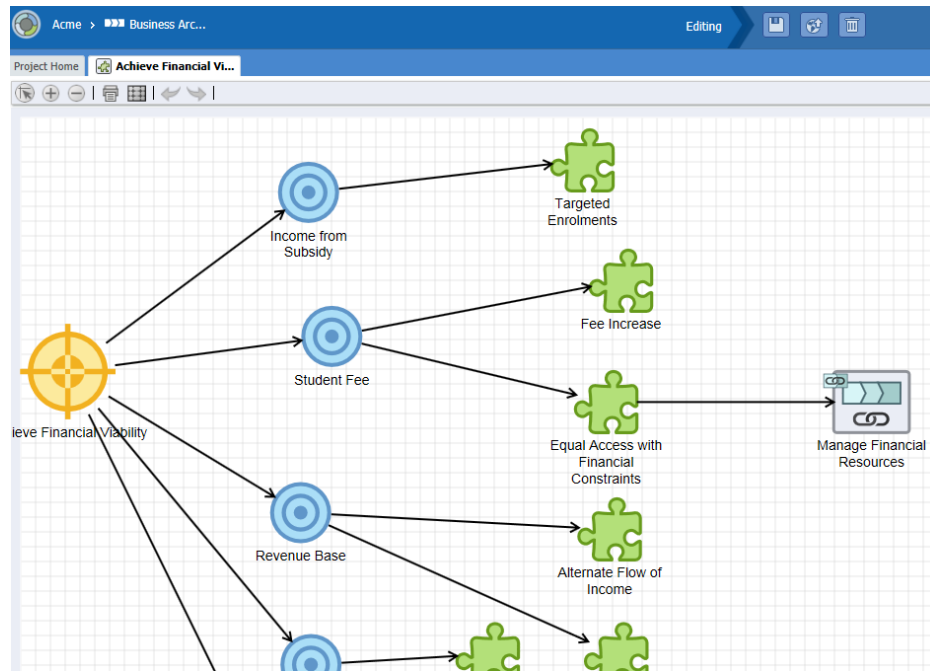 Acme > Business Arc...
Editing
Project Home
Achieve Financial Vi...
Targeted
Enrolments
Income from
Subsidy
Fee Increase
Student Fee
ieve Financial Viability
Equal Access with
Financial
Constraints
Manage Financial
Resources
Revenue Base
Alternate Flow of
Income